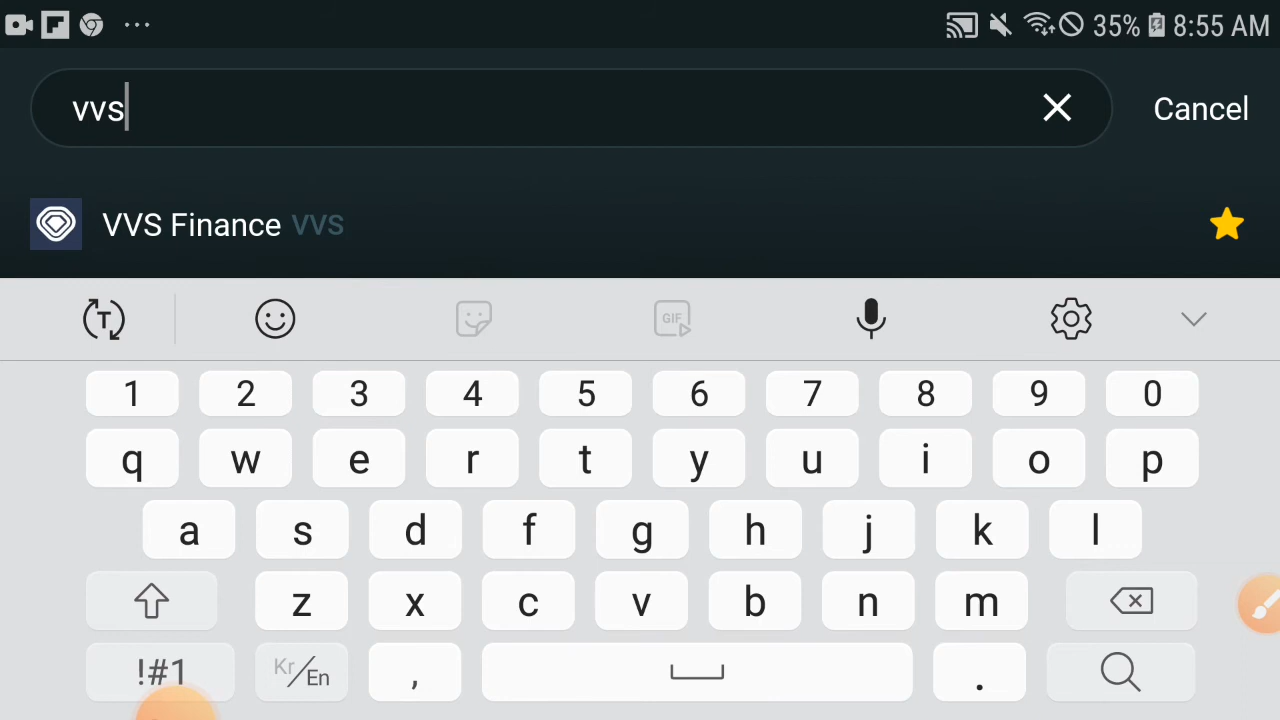 35% 8:55 AM
vvs Cancel
VVS Finance VVS
T GIF
1 2 3 4 5 6 7 8 9 0
q w e r t y u i o p
a s d f g h j k l
z x c v b n m
!#1 Kr/En , .